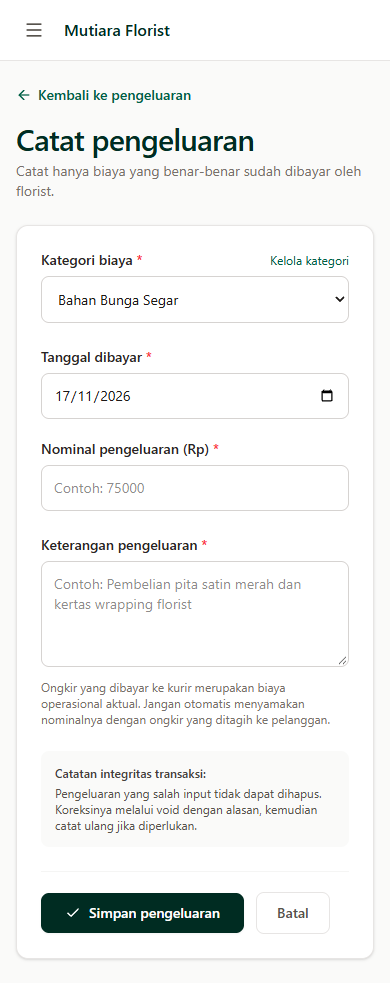 Mutiara Florist
Kembali ke pengeluaran
Catat pengeluaran
Catat hanya biaya yang benar-benar sudah dibayar oleh
florist.
Kategori biaya *
Kelola kategori
Bahan Bunga Segar
Tanggal dibayar *
17/11/2026
Nominal pengeluaran (Rp) *
Contoh: 75000
Keterangan pengeluaran *
Contoh: Pembelian pita satin merah dan
kertas wrapping florist
Ongkir yang dibayar ke kurir merupakan biaya
operasional aktual. Jangan otomatis menyamakan
nominalnya dengan ongkir yang ditagih ke pelanggan.
Catatan integritas transaksi:
Pengeluaran yang salah input tidak dapat dihapus.
Koreksinya melalui void dengan alasan, kemudian
catat ulang jika diperlukan.
Simpan pengeluaran
Batal